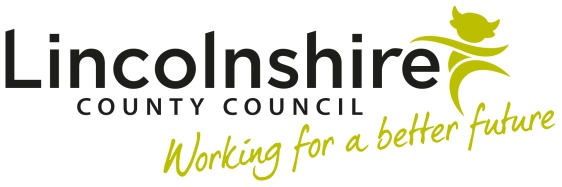 Lincolnshire
COUNTY COUNCIL
Working for a better future